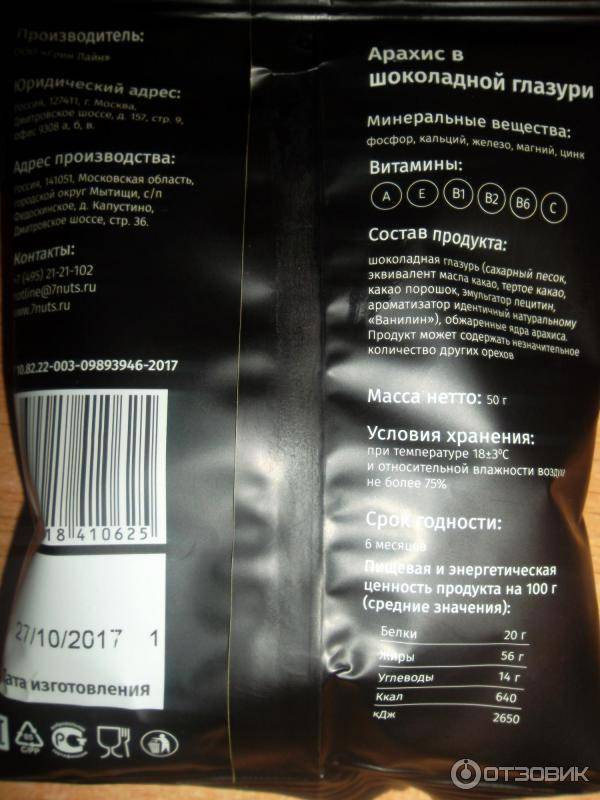 Производитель:
ООО «Грин Лайн»
Юридический адрес:
Россия, 127411, г. Москва,
Дмитровское шоссе, д. 157, стр. 9,
офис 9308 а, б, в.
Адрес производства:
Россия, 141051, Московская область,
городской округ Мытищи, с/п
Федоскинское, д. Капустино,
Дмитровское шоссе, стр. 36.
Контакты:
+7 (495) 21-21-102
hotline@7nuts.ru
www.7nuts.ru
10.82.22-003-09893946-2017
18 410625
27/10/2017 1
Дата изготовления
CPP
Арахис в
шоколадной глазури
Минеральные вещества:
фосфор, кальций, железо, магний, цинк
Витамины:
A E B1 B2 B6 C
Состав продукта:
шоколадная глазурь (сахарный песок,
эквивалент масла какао, тертое какао,
какао порошок, эмульгатор лецитин,
ароматизатор идентичный натуральному
«Ванилин»), обжаренные ядра арахиса.
Продукт может содержать незначительное
количество других орехов
Масса нетто: 50 г
Условия хранения:
при температуре 18±3°С
и относительной влажности воздуха
не более 75%
Срок годности:
6 месяцев
Пищевая и энергетическая
ценность продукта на 100 г
(средние значения):
Белки 20 г
Жиры 56 г
Углеводы 14 г
Ккал 640
кДж 2650
ОТЗОВИК